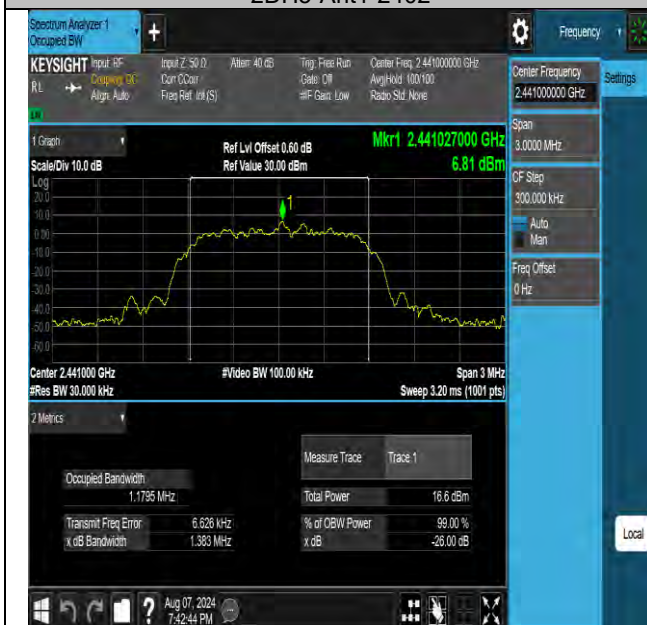 Spectrum Analyzer 1
Occupied BW
Frequency
KEYSIGHT
RL
Input: RF
Coupling: DC
Align: Auto
Input Z: 50 Ω
Corr CCorr
Freq Ref: Int (S)
Atten: 40 dB
Trig: Free Run
Gate: Off
#IF Gain: Low
Center Freq: 2.441000000 GHz
Avg|Hold: 100/100
Radio Std: None
Center Frequency
2.441000000 GHz
Settings
Span
3.0000 MHz
CF Step
300.000 kHz
Auto
Man
Freq Offset
0 Hz
Local
1 Graph
Scale/Div 10.0 dB
Ref Lvl Offset 0.60 dB
Ref Value 30.00 dBm
Mkr1 2.441027000 GHz
6.81 dBm
Log
20.0
10.0
0.00
-10.0
-20.0
-30.0
-40.0
-50.0
-60.0
1
Center 2.441000 GHz
#Video BW 100.00 kHz
Span 3 MHz
#Res BW 30.000 kHz
Sweep 3.20 ms (1001 pts)
2 Metrics
Measure Trace
Trace 1
Occupied Bandwidth
1.1795 MHz
Total Power
16.6 dBm
Transmit Freq Error
6.626 kHz
% of OBW Power
99.00 %
x dB Bandwidth
1.383 MHz
x dB
-26.00 dB
?
Aug 07, 2024
7:42:44 PM